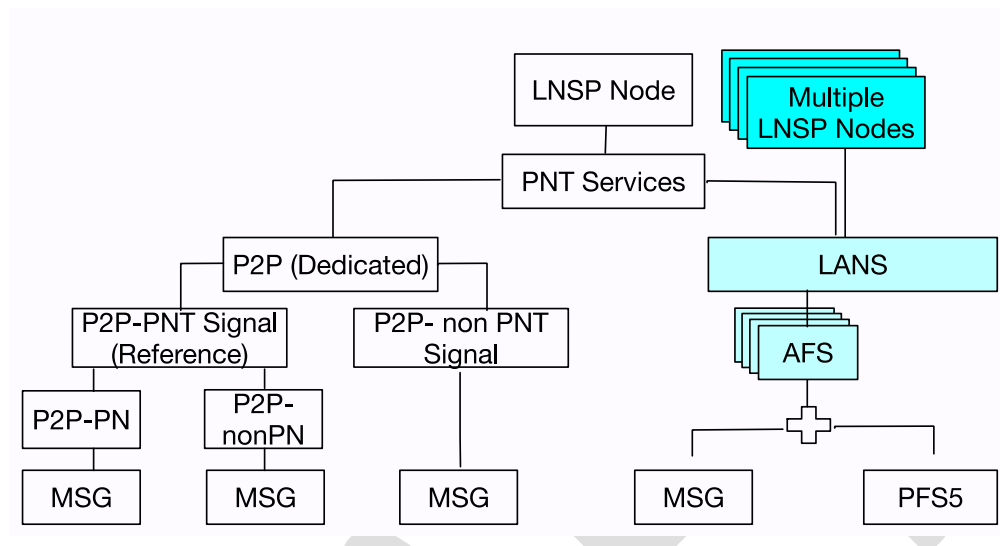 LNSP Node
Multiple
LNSP Nodes
PNT Services
P2P (Dedicated)
LANS
P2P-PNT Signal
(Reference)
P2P- non PNT
Signal
AFS
P2P-PN
P2P-
nonPN
MSG
MSG
MSG
MSG
PFS5